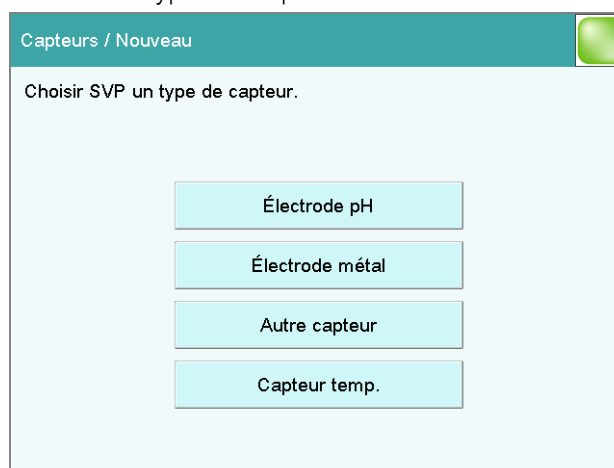 Capteurs / Nouveau
Choisir SVP un type de capteur.
Électrode pH
Électrode métal
Autre capteur
Capteur temp.